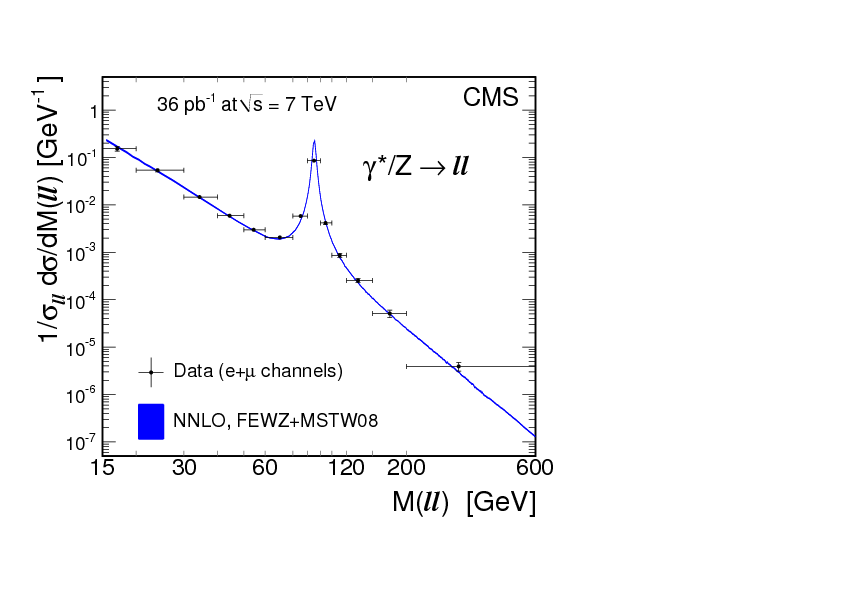 36 pb⁻¹ at √s = 7 TeV
CMS
γ*/Z → ll
1/σ_ll dσ/dM(ll) [GeV⁻¹]
1
10⁻¹
10⁻²
10⁻³
10⁻⁴
10⁻⁵
10⁻⁶
10⁻⁷
Data (e+μ channels)
NNLO, FEWZ+MSTW08
15 30 60 120 200 600
M(ll) [GeV]